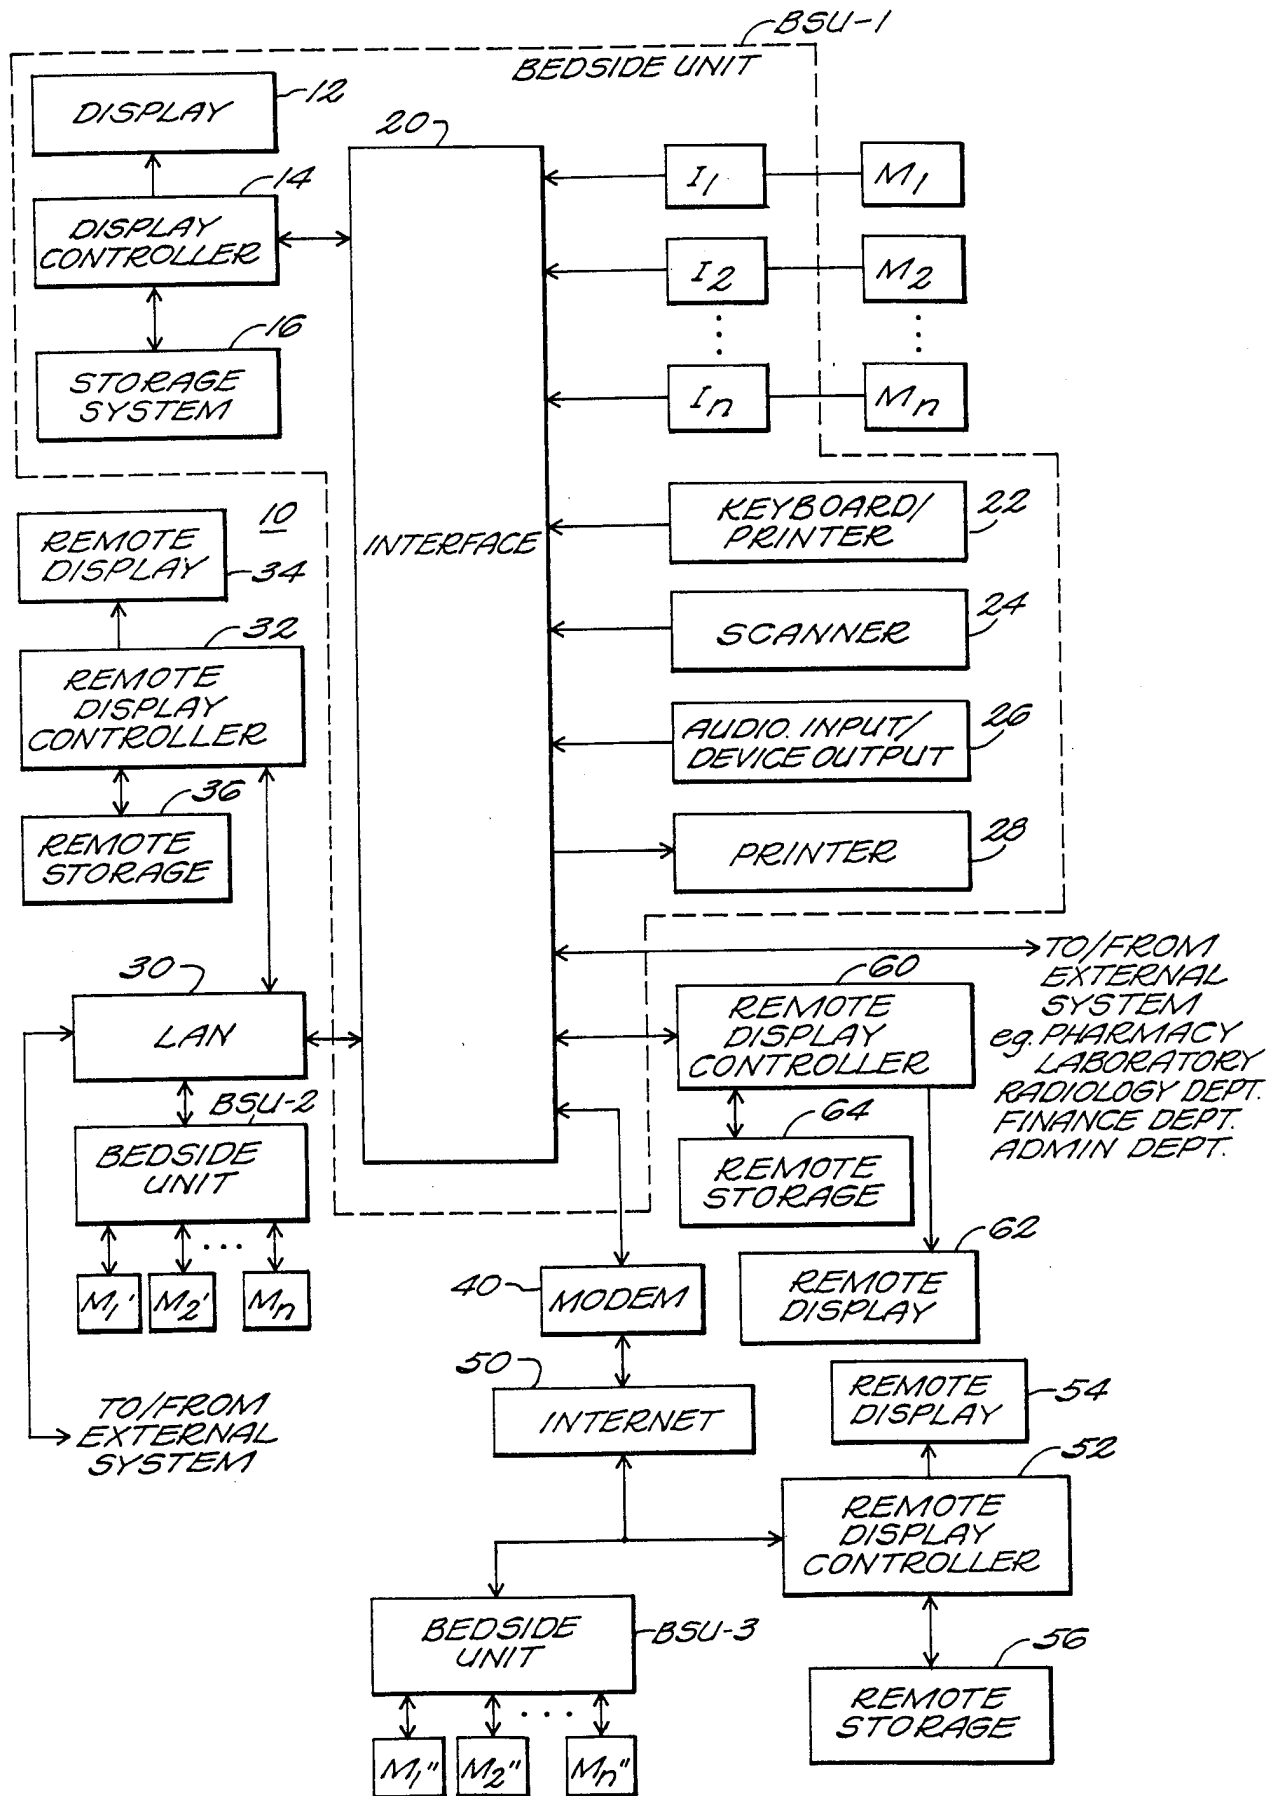 BSU-1
BEDSIDE UNIT
DISPLAY
12
20
14
DISPLAY
CONTROLLER
16
STORAGE
SYSTEM
I1
M1
I2
M2
In
Mn
INTERFACE
KEYBOARD/
PRINTER
22
SCANNER
24
AUDIO. INPUT/
DEVICE OUTPUT
26
PRINTER
28
10
REMOTE
DISPLAY
34
32
REMOTE
DISPLAY
CONTROLLER
36
REMOTE
STORAGE
30
LAN
BSU-2
BEDSIDE
UNIT
M1'
M2'
...
Mn
TO/FROM
EXTERNAL
SYSTEM
TO/FROM
EXTERNAL
SYSTEM
eg. PHARMACY
LABORATORY
RADIOLOGY DEPT.
FINANCE DEPT.
ADMIN DEPT.
60
REMOTE
DISPLAY
CONTROLLER
64
REMOTE
STORAGE
62
REMOTE
DISPLAY
40
MODEM
50
INTERNET
REMOTE
DISPLAY
54
52
REMOTE
DISPLAY
CONTROLLER
56
REMOTE
STORAGE
BEDSIDE
UNIT
BSU-3
M1"
M2"
....
Mn"